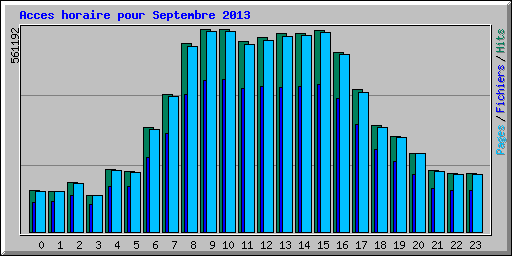 Acces horaire pour Septembre 2013
561192
Pages / Fichiers / Hits
0 1 2 3 4 5 6 7 8 9 10 11 12 13 14 15 16 17 18 19 20 21 22 23